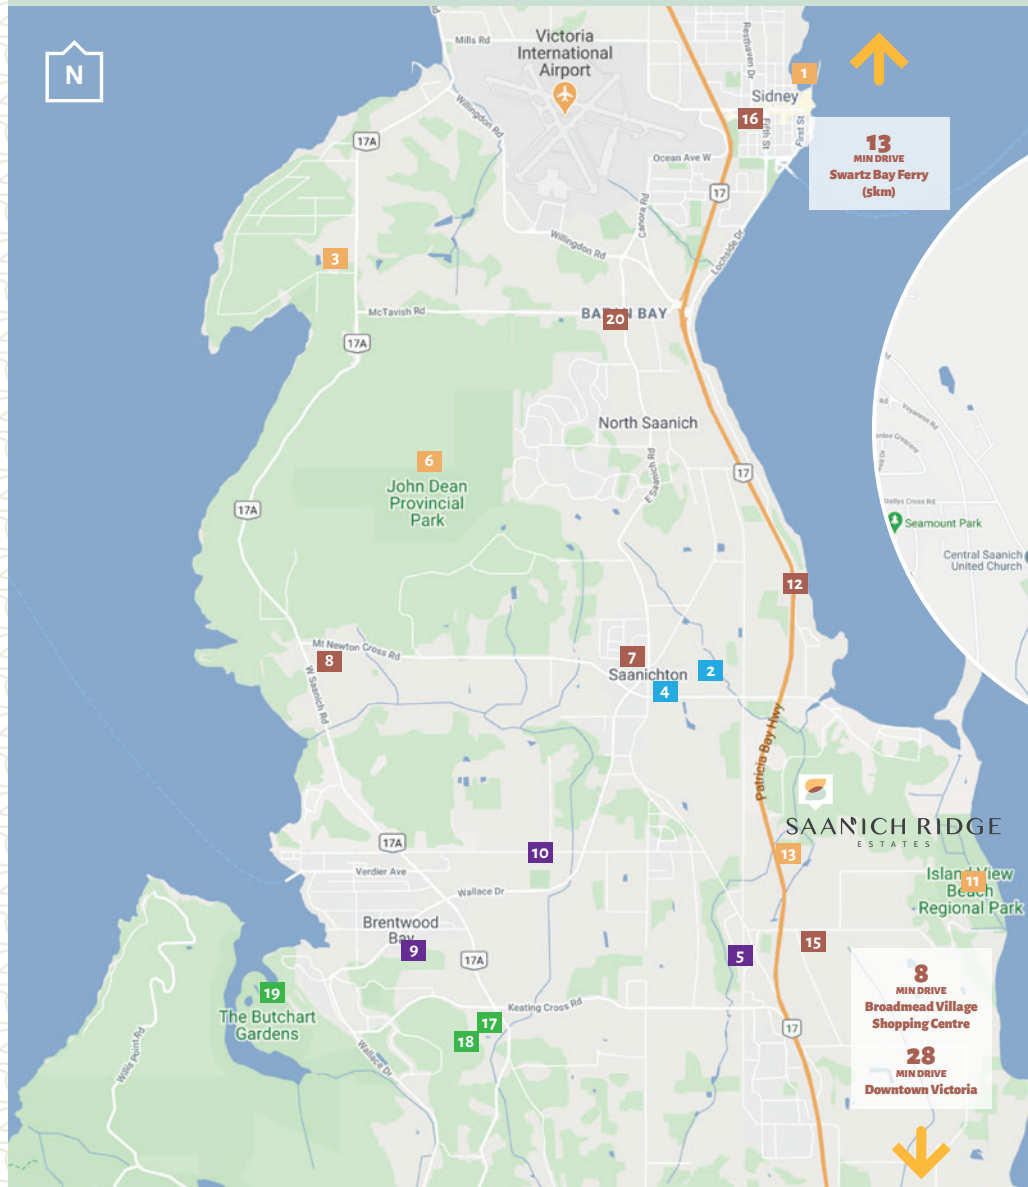 N
Mills Rd
Victoria
International
Airport
Resthaven Dr
1
Sidney
16
Fifth St
First St
Willingdon Rd
17A
Ocean Ave W
13
MIN DRIVE
Swartz Bay Ferry
(5km)
17
Canora Rd
Willingdon Rd
Lochside Dr
3
McTavish Rd
20
BAY
17A
North Saanich
6
John Dean
Provincial
Park
E Saanich Rd
17
17A
Veyaness Rd
Rd
Stellys Cross Rd
Seamount Park
Central Saanich
United Church
12
Mt Newton Cross Rd
8
7
Saanichton
2
4
W Saanich Rd
Patricia Bay Hwy
SAANICH RIDGE
ESTATES
17A
10
13
Verdier Ave
Wallace Dr
Island View
11
Beach
Regional Park
Brentwood
Bay
9
17A
5
15
19
The Butchart
Gardens
17
18
Keating Cross Rd
17
8
MIN DRIVE
Broadmead Village
Shopping Centre
28
MIN DRIVE
Downtown Victoria
Willis Point Rd
Wallace Dr